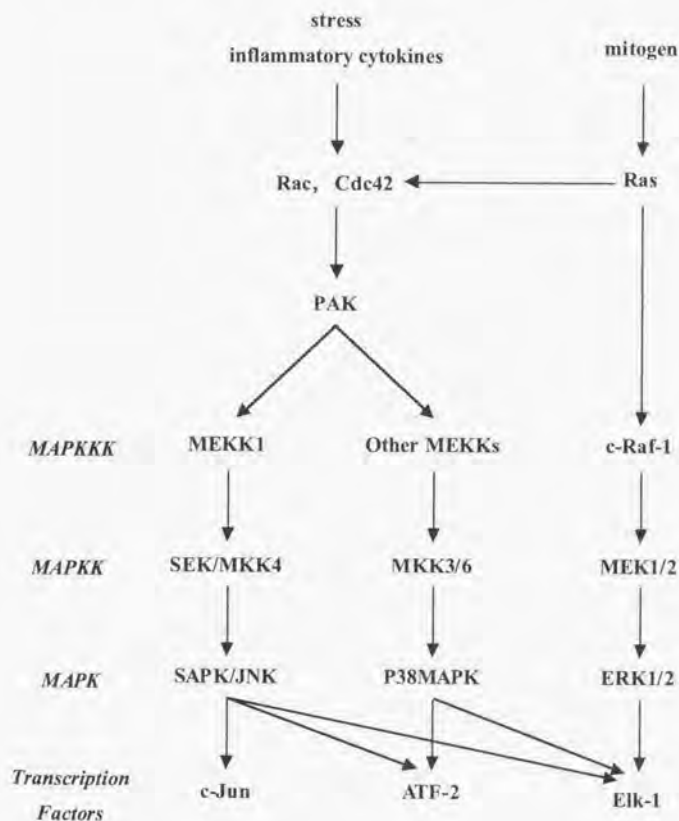 stress
inflammatory cytokines
mitogen
Rac, Cdc42
Ras
PAK
MAPKKK
MEKK1
Other MEKKs
c-Raf-1
MAPKK
SEK/MKK4
MKK3/6
MEK1/2
MAPK
SAPK/JNK
P38MAPK
ERK1/2
Transcription
Factors
c-Jun
ATF-2
Elk-1